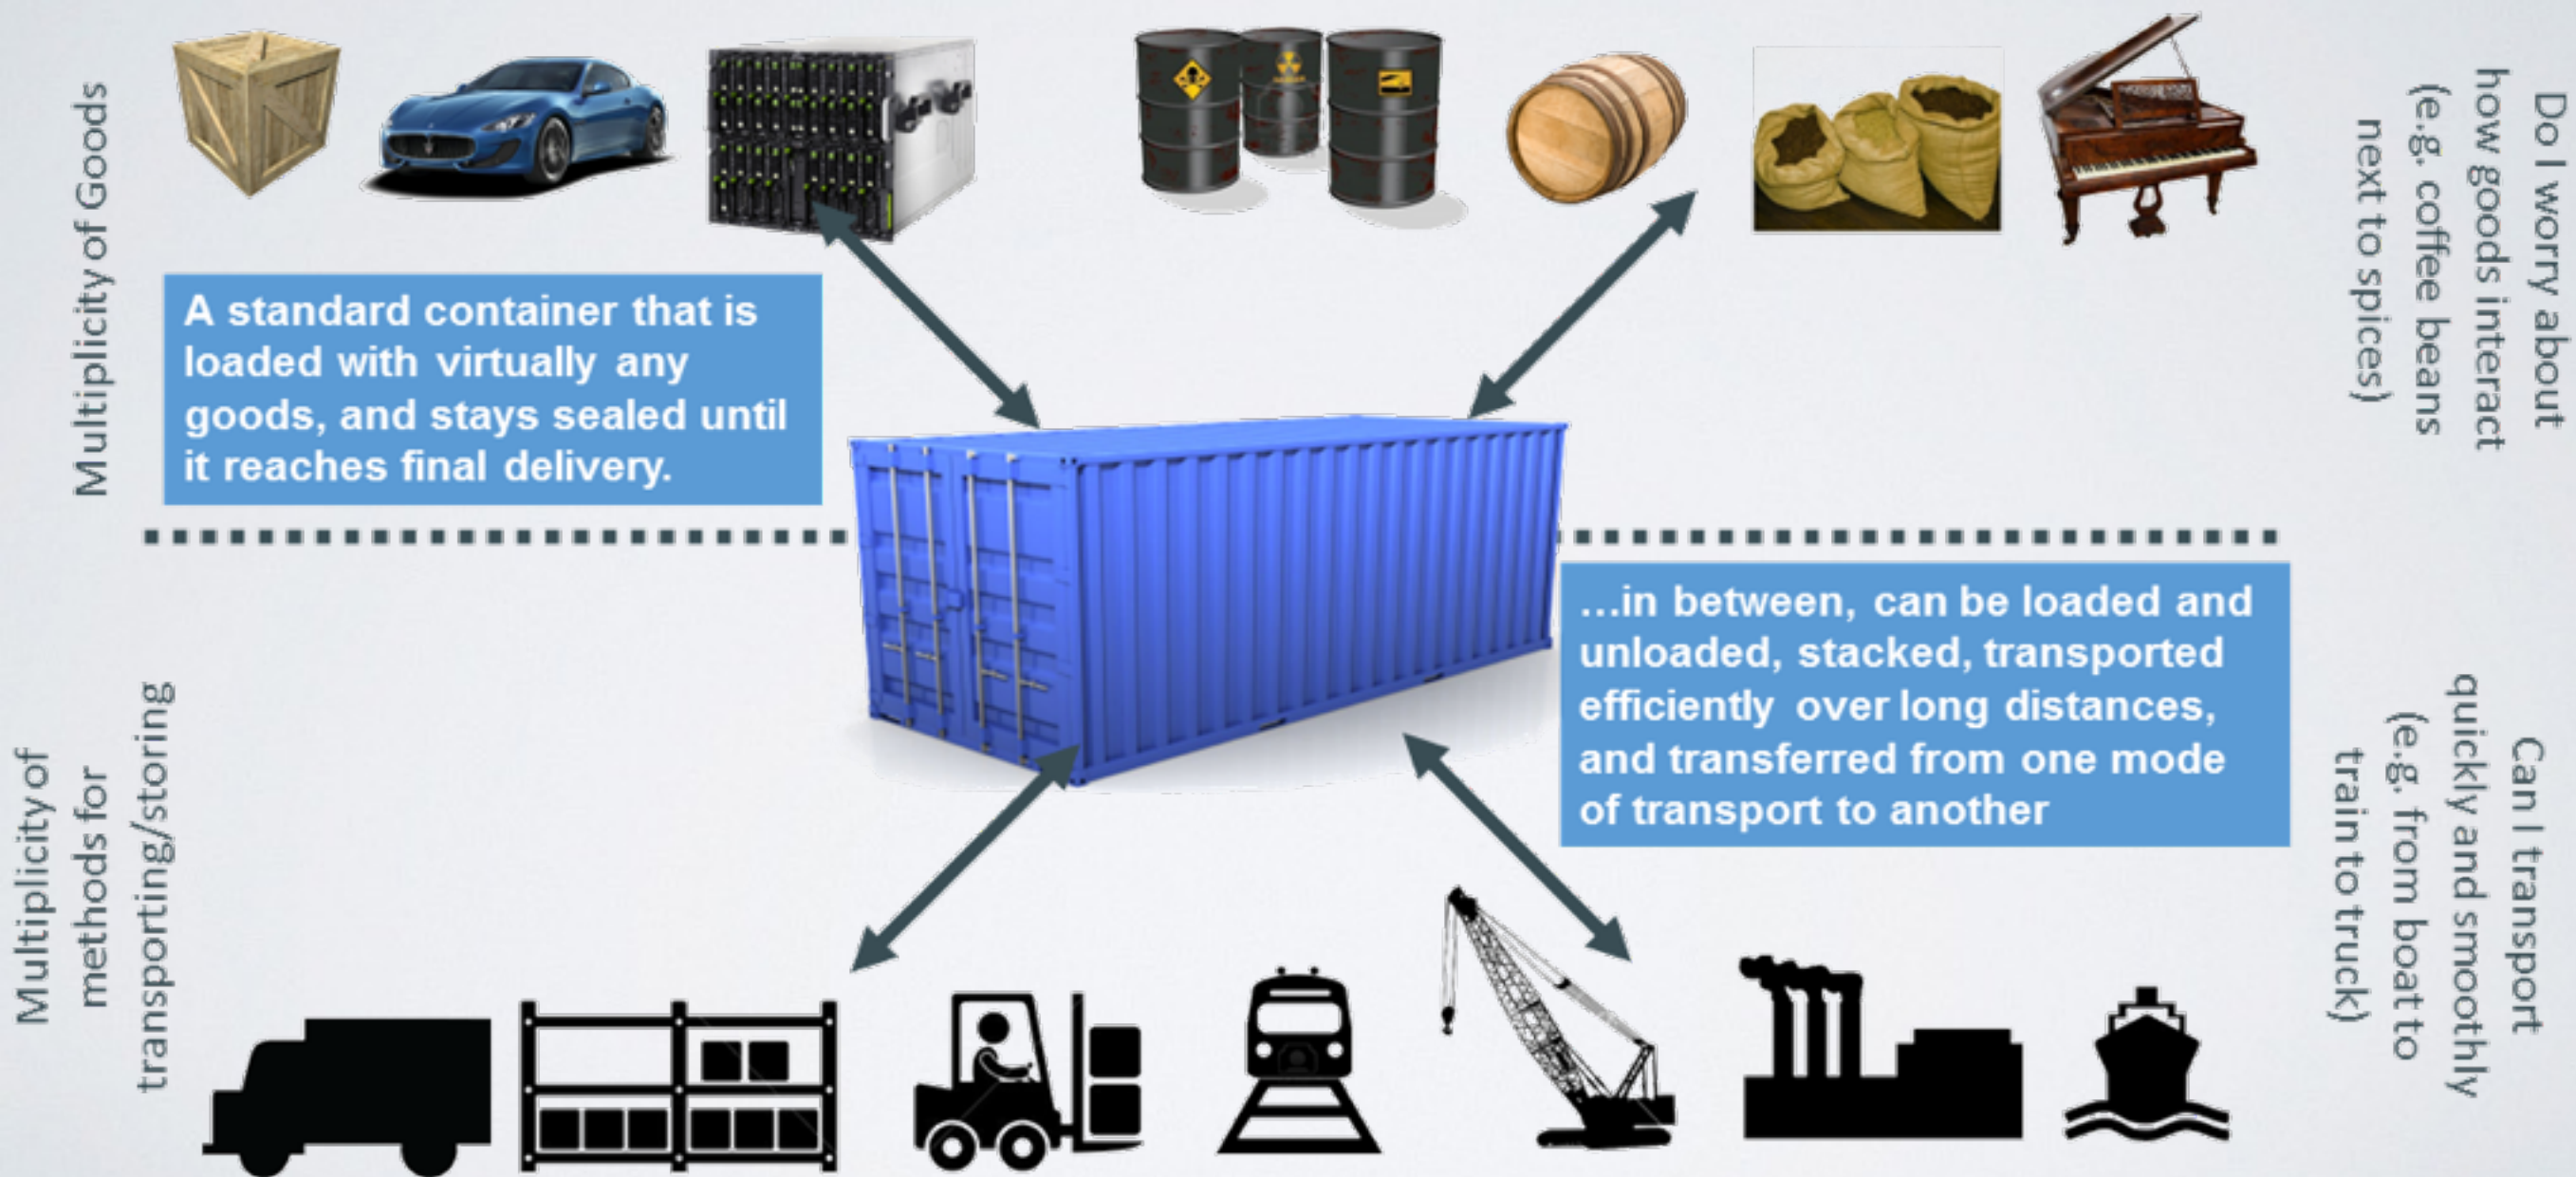 Multiplicity of Goods
A standard container that is
loaded with virtually any
goods, and stays sealed until
it reaches final delivery.
Do I worry about
how goods interact
(e.g. coffee beans
next to spices)
Multiplicity of
methods for
transporting/storing
…in between, can be loaded and
unloaded, stacked, transported
efficiently over long distances,
and transferred from one mode
of transport to another
Can I transport
quickly and smoothly
(e.g. from boat to
train to truck)